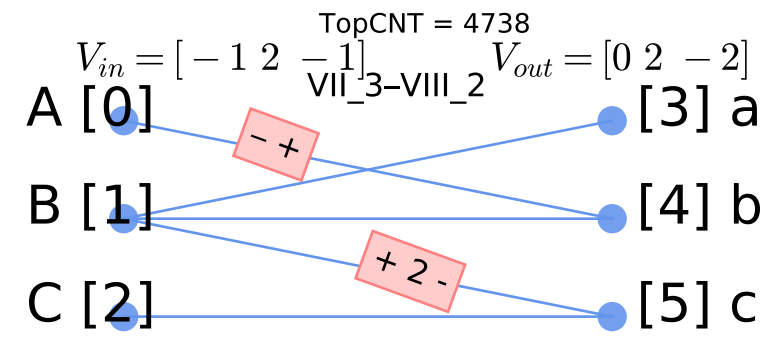 TopCNT = 4738
V_in = [ − 1 2 − 1]
V_out = [0 2 − 2]
VII_3–VIII_2
A [0]
[3] a
− +
B [1]
[4] b
+ 2 -
C [2]
[5] c